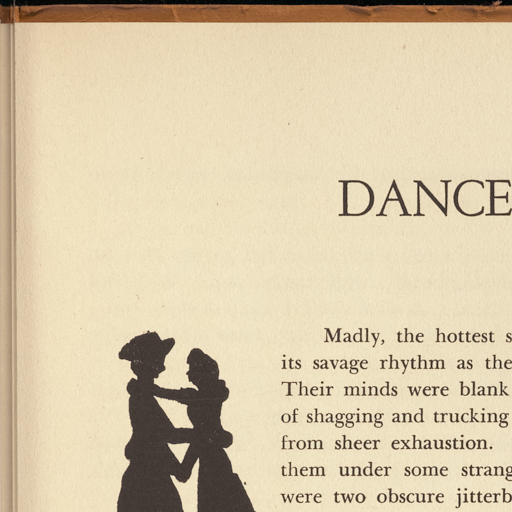 DANCE
Madly, the hottest s
its savage rhythm as the
Their minds were blank
of shagging and trucking
from sheer exhaustion.
them under some strang
were two obscure jitterb